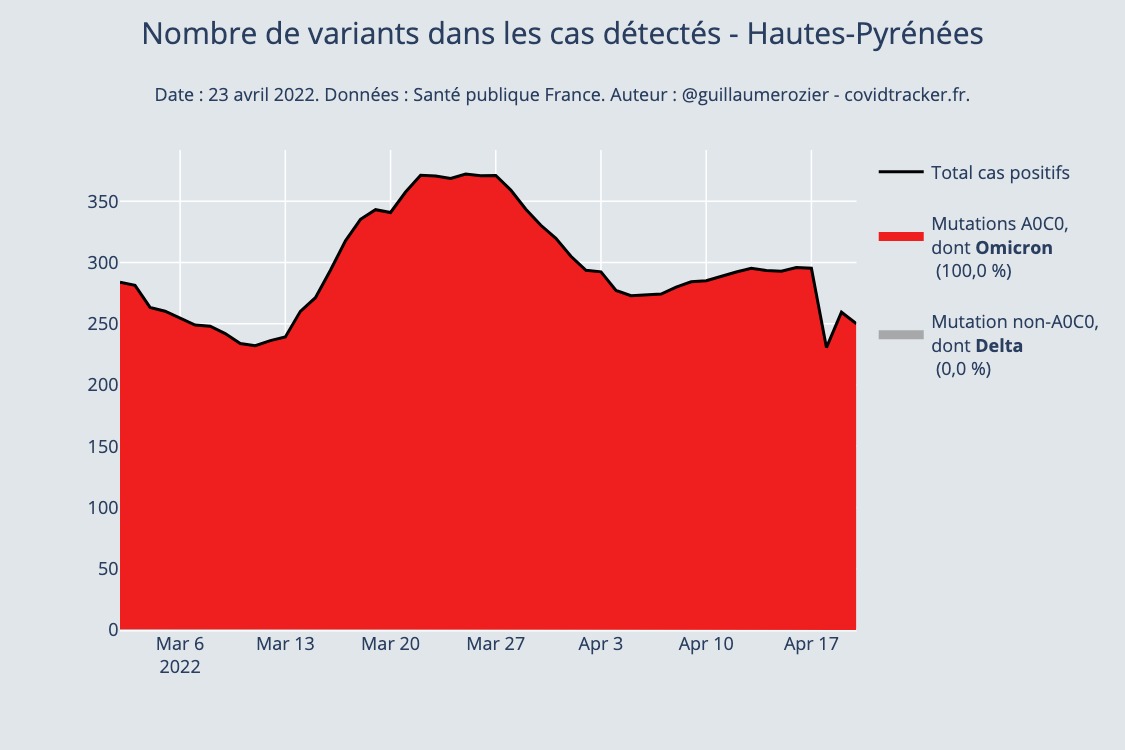 Nombre de variants dans les cas détectés - Hautes-Pyrénées
Date : 23 avril 2022. Données : Santé publique France. Auteur : @guillaumerozier - covidtracker.fr.
Total cas positifs
Mutations A0C0,
dont Omicron
(100,0 %)
Mutation non-A0C0,
dont Delta
(0,0 %)
350
300
250
200
150
100
50
0
Mar 6 Mar 13 Mar 20 Mar 27 Apr 3 Apr 10 Apr 17
2022